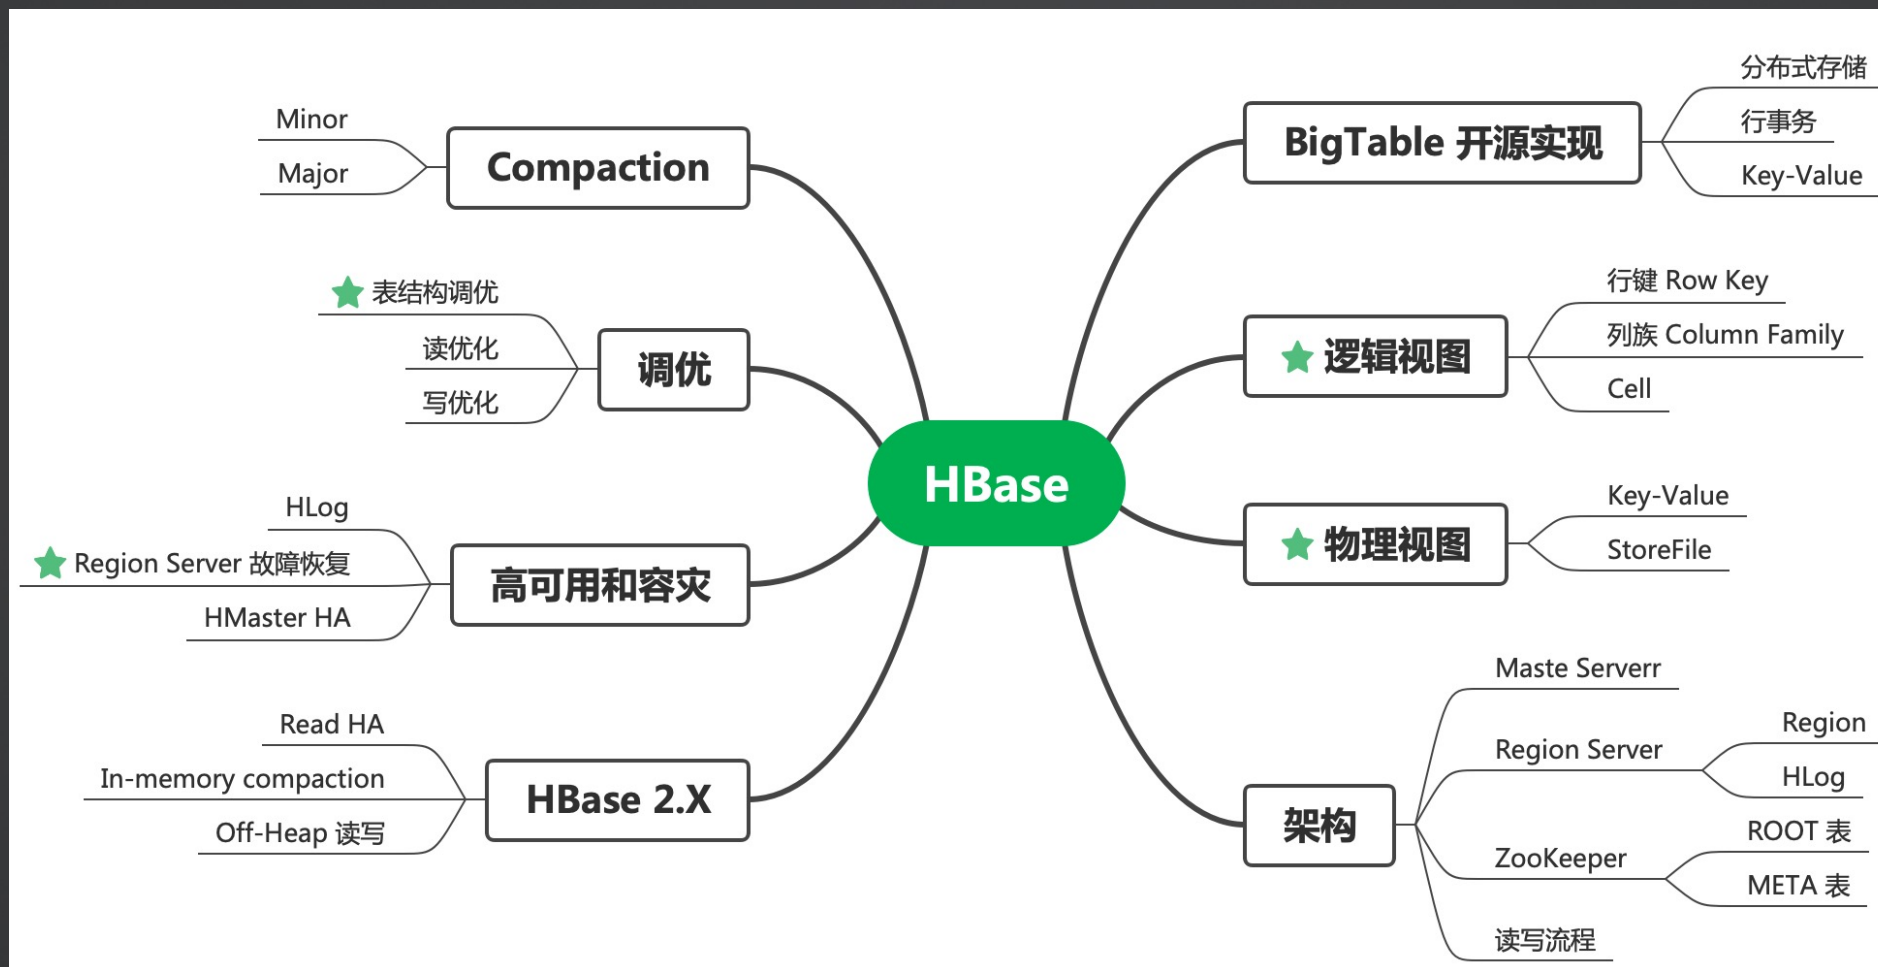 HBase
BigTable 开源实现
分布式存储
行事务
Key-Value
逻辑视图
行键 Row Key
列族 Column Family
Cell
物理视图
Key-Value
StoreFile
架构
Maste Serverr
Region Server
Region
HLog
ZooKeeper
ROOT 表
META 表
读写流程
Compaction
Minor
Major
调优
表结构调优
读优化
写优化
高可用和容灾
HLog
Region Server 故障恢复
HMaster HA
HBase 2.X
Read HA
In-memory compaction
Off-Heap 读写